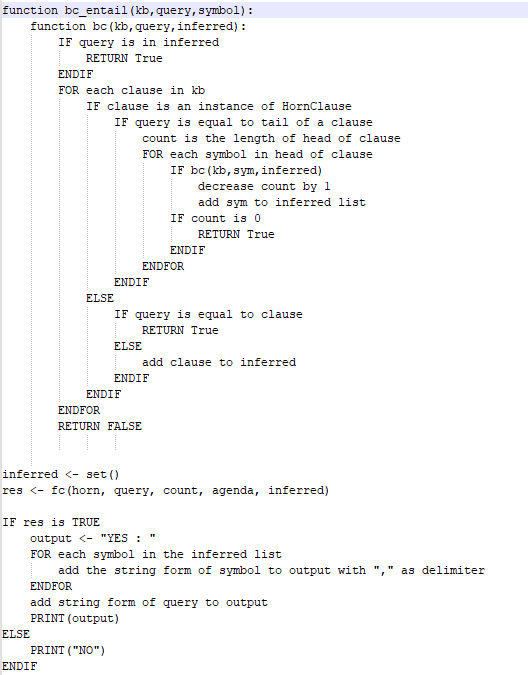 function bc_entail(kb,query,symbol):
    function bc(kb,query,inferred):
        IF query is in inferred
            RETURN True
        ENDIF
        FOR each clause in kb
            IF clause is an instance of HornClause
                IF query is equal to tail of a clause
                    count is the length of head of clause
                    FOR each symbol in head of clause
                        IF bc(kb,sym,inferred)
                            decrease count by 1
                            add sym to inferred list
                        IF count is 0
                            RETURN True
                        ENDIF
                    ENDFOR
                ENDIF
            ELSE
                IF query is equal to clause
                    RETURN True
                ELSE
                    add clause to inferred
                ENDIF
            ENDIF
        ENDFOR
        RETURN FALSE
inferred <- set()
res <- fc(horn, query, count, agenda, inferred)
IF res is TRUE
    output <- "YES : "
    FOR each symbol in the inferred list
        add the string form of symbol to output with "," as delimiter
    ENDFOR
    add string form of query to output
    PRINT(output)
ELSE
    PRINT("NO")
ENDIF